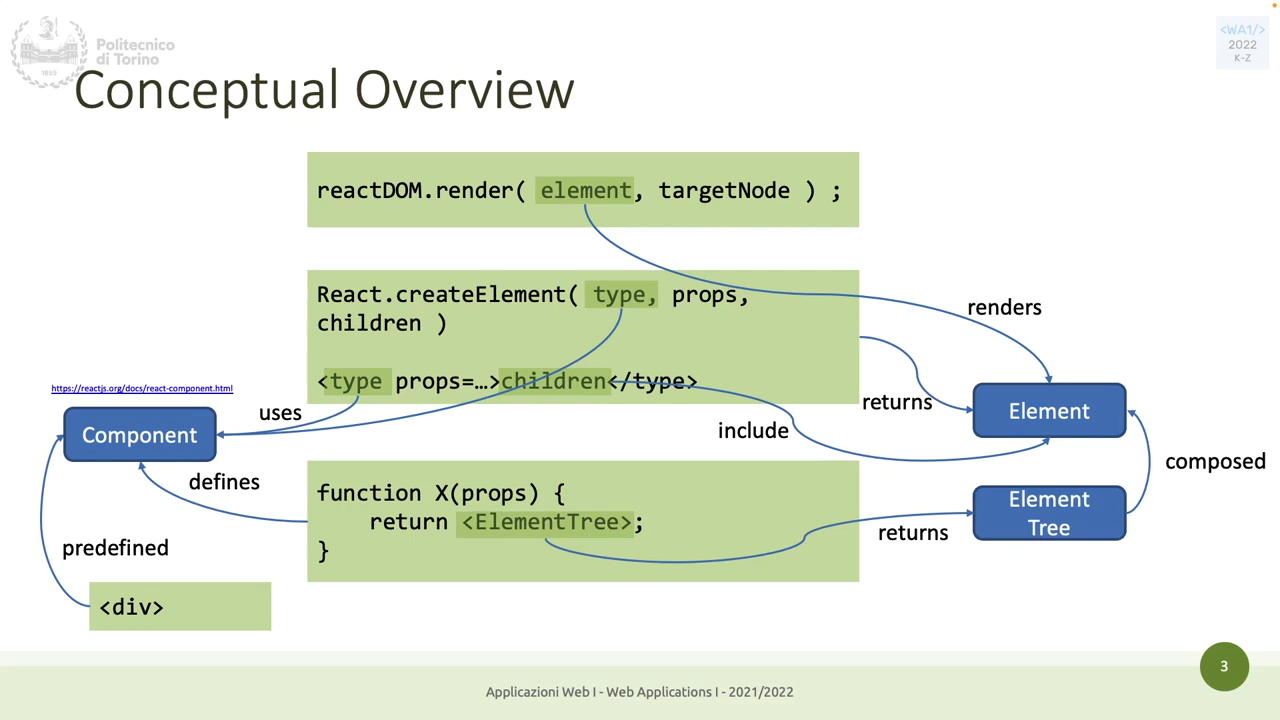 Politecnico
di Torino
1859
<WA1/>
2022
K-Z
Conceptual Overview
reactDOM.render( element, targetNode ) ;
React.createElement( type, props,
children )
<type props=…>children</type>
renders
returns
Element
include
https://reactjs.org/docs/react-component.html
uses
Component
defines
function X(props) {
return <ElementTree>;
}
returns
Element
Tree
composed
predefined
<div>
3
Applicazioni Web I - Web Applications I - 2021/2022